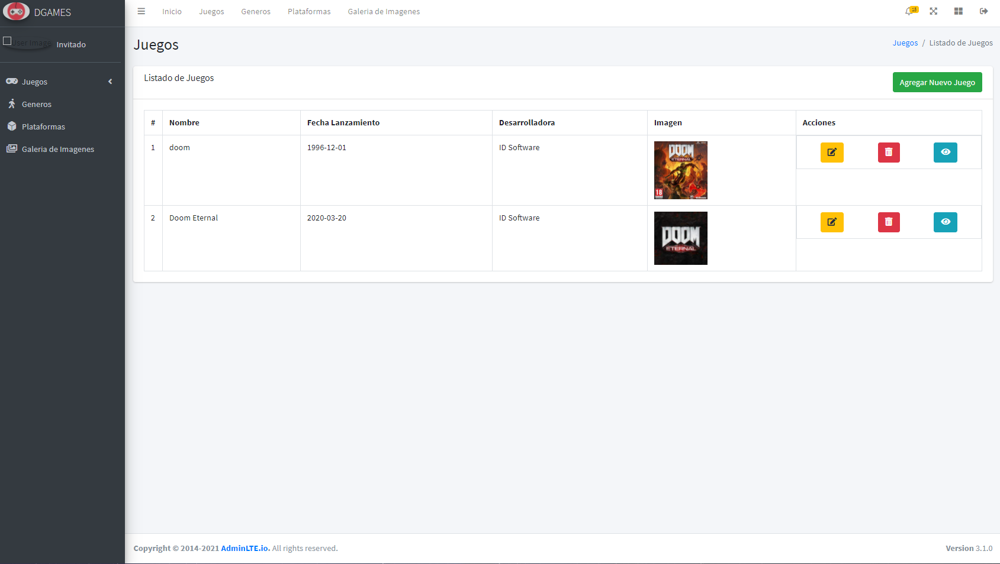 DGAMES
Inicio Juegos Generos Plataformas Galeria de Imagenes 15
User Image Invitado
Juegos
Generos
Plataformas
Galeria de Imagenes
Juegos
Juegos / Listado de Juegos
Listado de Juegos
Agregar Nuevo Juego
# Nombre Fecha Lanzamiento Desarrolladora Imagen Acciones
1 doom 1996-12-01 ID Software
DOOM
ETERNAL
18
2 Doom Eternal 2020-03-20 ID Software
DOOM
ETERNAL
Copyright © 2014-2021 AdminLTE.io. All rights reserved.
Version 3.1.0